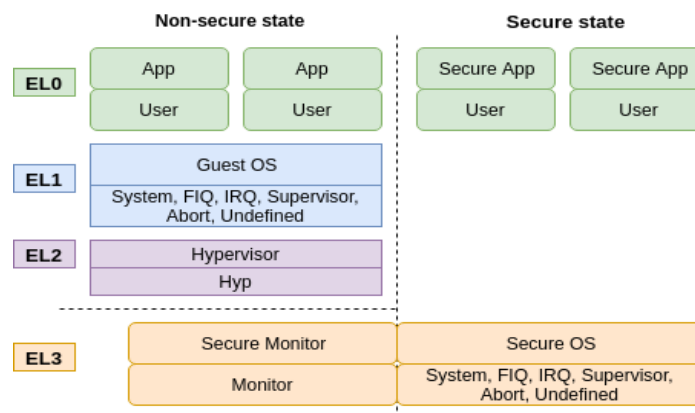 Non-secure state
Secure state
EL0
App
App
Secure App
Secure App
User
User
User
User
EL1
Guest OS
System, FIQ, IRQ, Supervisor,
Abort, Undefined
EL2
Hypervisor
Hyp
EL3
Secure Monitor
Secure OS
Monitor
System, FIQ, IRQ, Supervisor,
Abort, Undefined